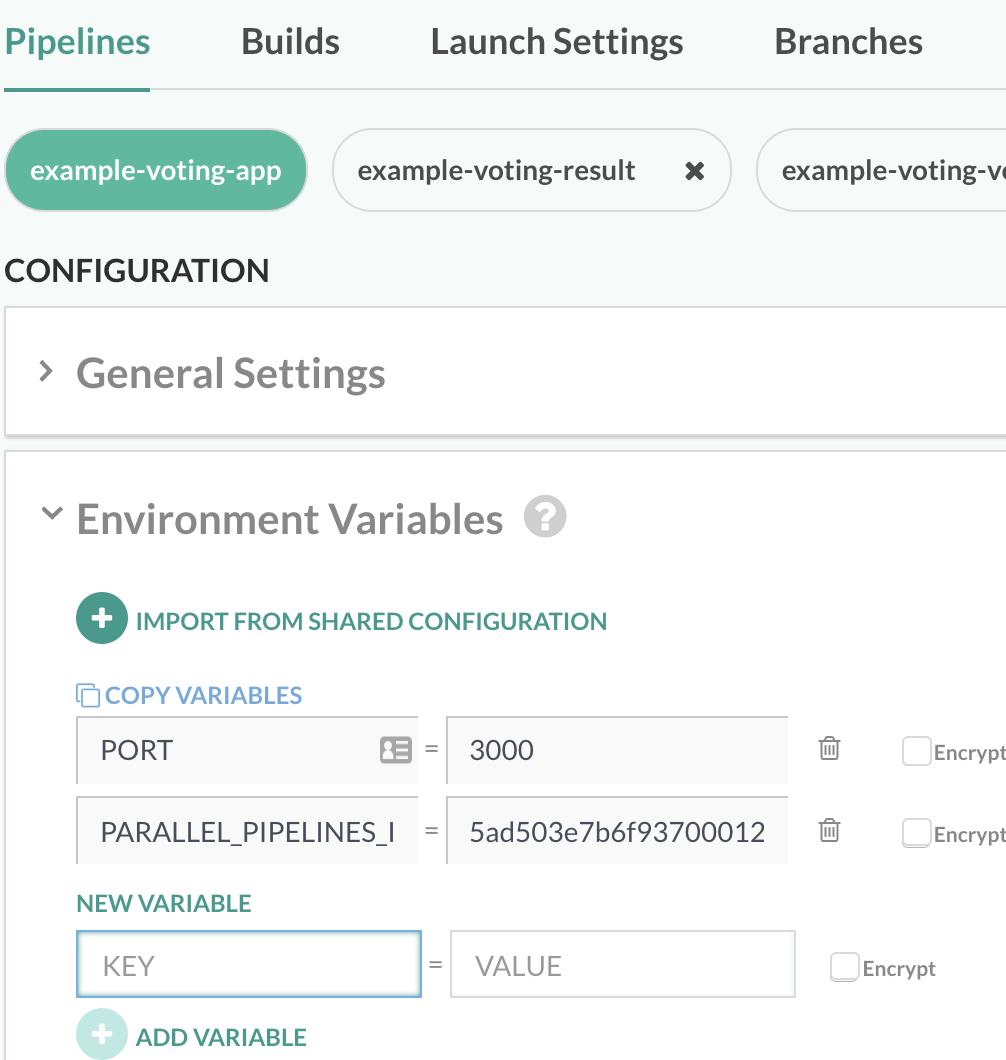 Pipelines Builds Launch Settings Branches
example-voting-app example-voting-result example-voting-
CONFIGURATION
General Settings
Environment Variables ?
IMPORT FROM SHARED CONFIGURATION
COPY VARIABLES
PORT = 3000 Encrypt
PARALLEL_PIPELINES_I = 5ad503e7b6f93700012 Encrypt
NEW VARIABLE
KEY = VALUE Encrypt
ADD VARIABLE